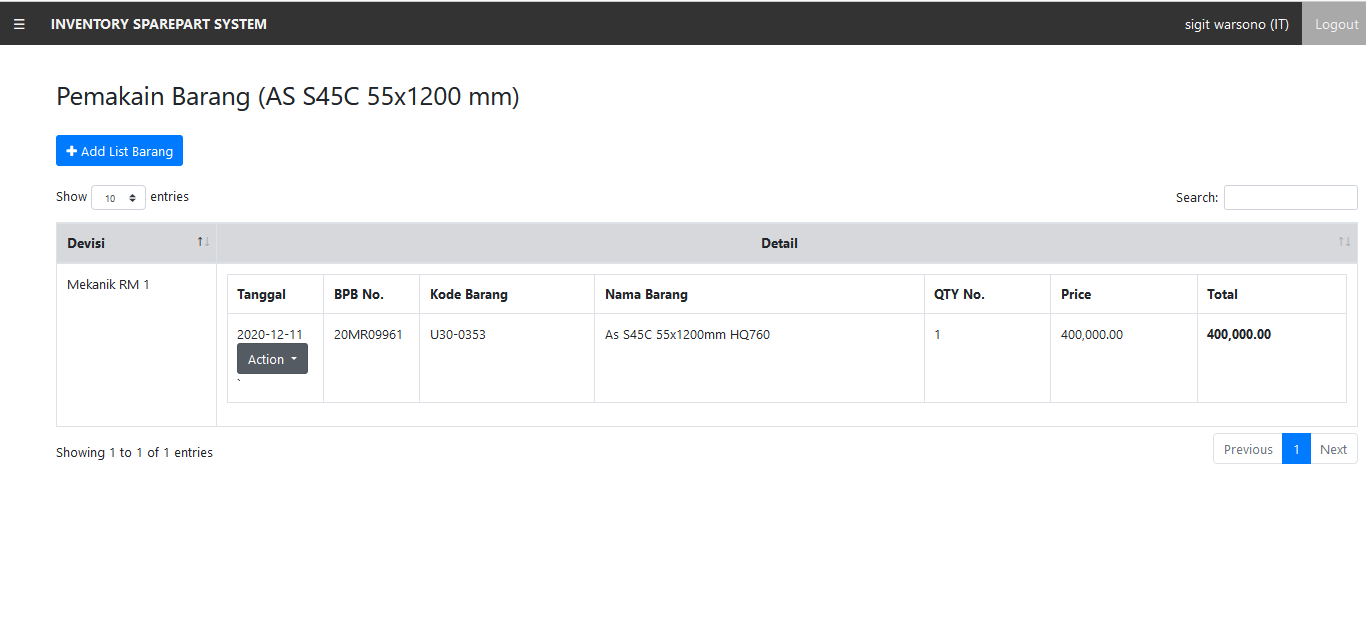 ☰ INVENTORY SPAREPART SYSTEM sigit warsono (IT) Logout
Pemakain Barang (AS S45C 55x1200 mm)
+ Add List Barang
Show 10 entries Search:
Devisi Detail
Mekanik RM 1
Tanggal BPB No. Kode Barang Nama Barang QTY No. Price Total
2020-12-11 20MR09961 U30-0353 As S45C 55x1200mm HQ760 1 400,000.00 400,000.00
Action
`
Showing 1 to 1 of 1 entries Previous 1 Next